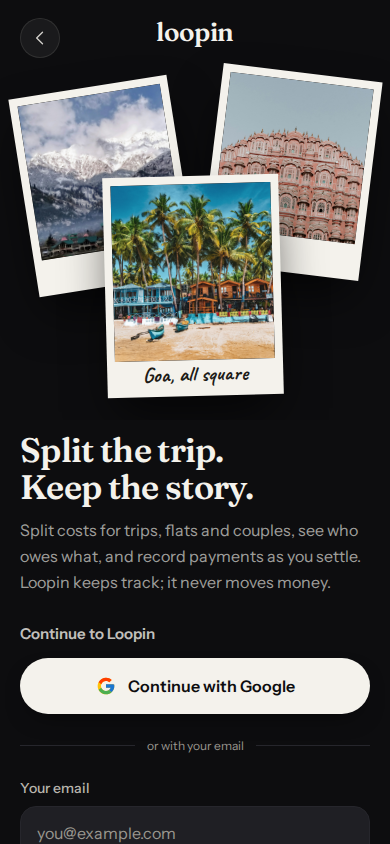 loopin
Goa, all square
Split the trip.
Keep the story.
Split costs for trips, flats and couples, see who
owes what, and record payments as you settle.
Loopin keeps track; it never moves money.
Continue to Loopin
Continue with Google
or with your email
Your email
you@example.com